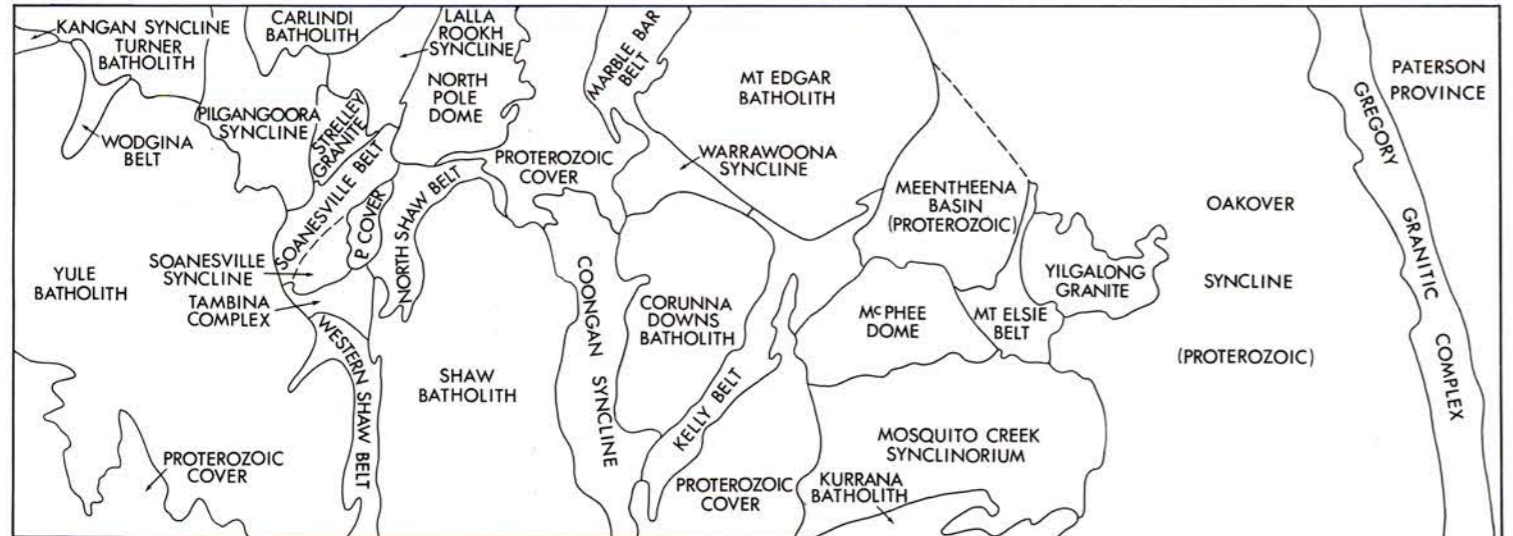 KANGAN SYNCLINE
TURNER
BATHOLITH
CARLINDI
BATHOLITH
LALLA
ROOKH
SYNCLINE
MARBLE BAR
BELT
MT EDGAR
BATHOLITH
PATERSON
PROVINCE
NORTH
POLE
DOME
PILGANGOORA
SYNCLINE
STRELLEY
GRANITE
WODGINA
BELT
PROTEROZOIC
COVER
WARRAWOONA
SYNCLINE
MEENTHEENA
BASIN
(PROTEROZOIC)
OAKOVER
SYNCLINE
(PROTEROZOIC)
GREGORY
GRANITIC
COMPLEX
SOANESVILLE BELT
P. COVER
NORTH SHAW BELT
YULE
BATHOLITH
SOANESVILLE
SYNCLINE
TAMBINA
COMPLEX
COONGAN SYNCLINE
CORUNNA
DOWNS
BATHOLITH
McPHEE
DOME
MT ELSIE
BELT
YILGALONG
GRANITE
WESTERN SHAW BELT
SHAW
BATHOLITH
KELLY BELT
MOSQUITO CREEK
SYNCLINORIUM
PROTEROZOIC
COVER
PROTEROZOIC
COVER
KURRANA
BATHOLITH